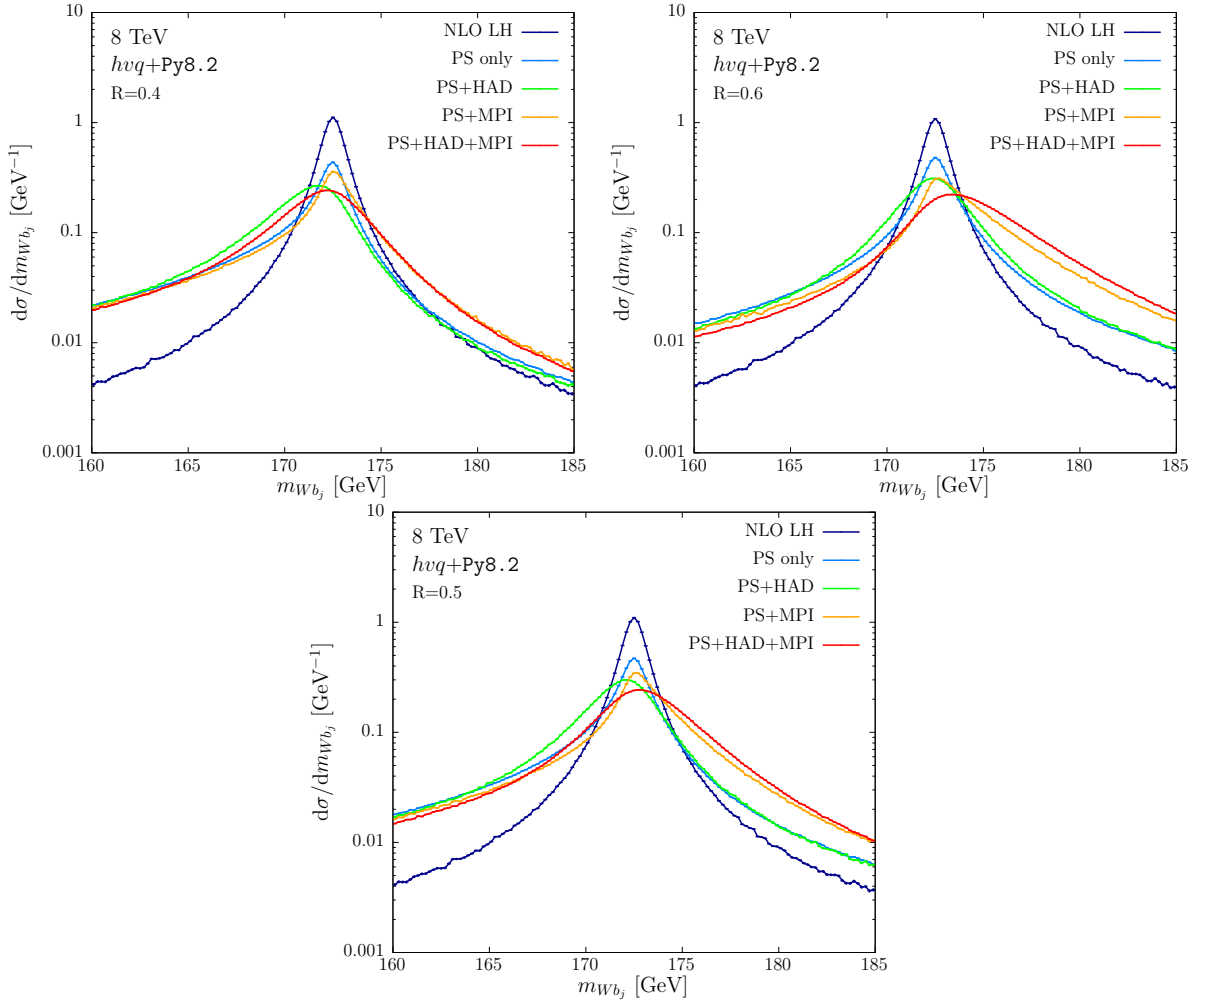 10
1
0.1
0.01
0.001
dσ/dm_{Wb_j} [GeV⁻¹]
8 TeV
hvq+Py8.2
R=0.4
NLO LH
PS only
PS+HAD
PS+MPI
PS+HAD+MPI
160 165 170 175 180 185
m_{Wb_j} [GeV]
10
1
0.1
0.01
0.001
dσ/dm_{Wb_j} [GeV⁻¹]
8 TeV
hvq+Py8.2
R=0.6
NLO LH
PS only
PS+HAD
PS+MPI
PS+HAD+MPI
160 165 170 175 180 185
m_{Wb_j} [GeV]
10
1
0.1
0.01
0.001
dσ/dm_{Wb_j} [GeV⁻¹]
8 TeV
hvq+Py8.2
R=0.5
NLO LH
PS only
PS+HAD
PS+MPI
PS+HAD+MPI
160 165 170 175 180 185
m_{Wb_j} [GeV]